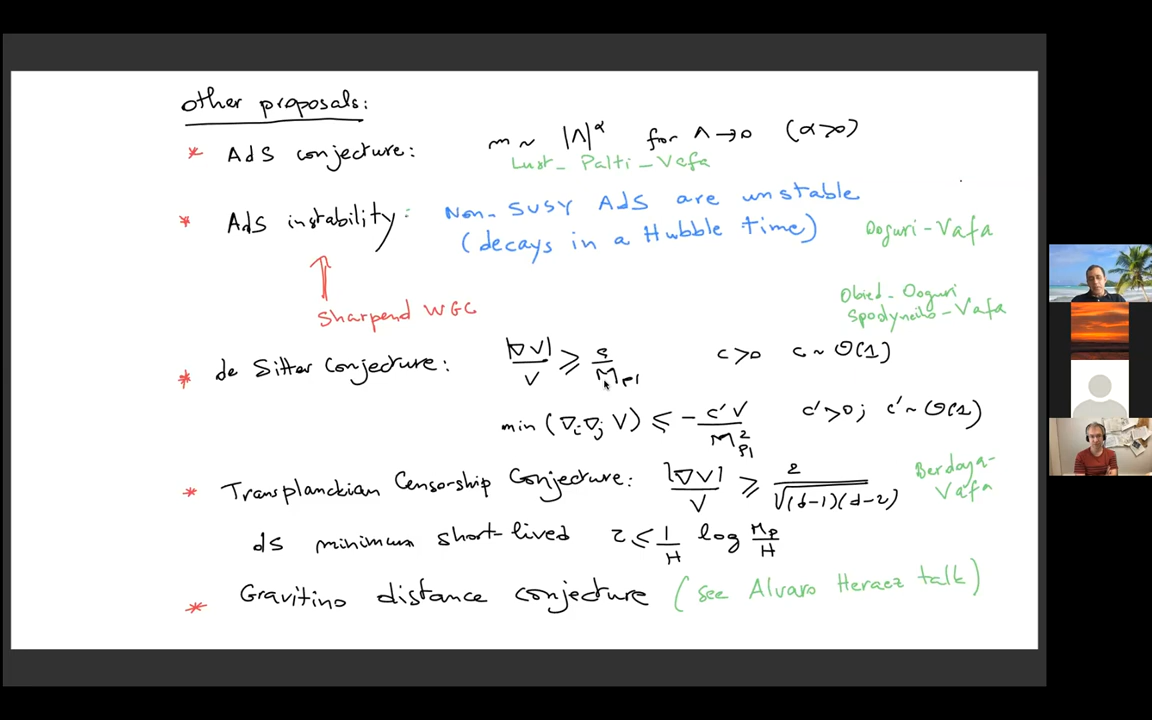 other proposals:
* AdS conjecture: m ~ |Λ|^α for Λ → 0 (α>0)
Lust - Palti - Vafa
* AdS instability: Non-SUSY AdS are unstable
(decays in a Hubble time) Ooguri - Vafa
Sharpend WGC
Obied - Ooguri
Spodyneiko - Vafa
* de Sitter Conjecture: |∇V|/V ≥ c/M_pl c>0 c ~ O(1)
min (∇_i ∇_j V) ≤ - c'V/M_pl^2 c'>0; c' ~ O(1)
* Transplanckian Censorship Conjecture: |∇V|/V ≥ 2/√(d-1)(d-2) Berdoya-
Vafa
dS minimum short-lived τ ≤ 1/H log M_p/H
* Gravitino distance conjecture (see Alvaro Heraez talk)